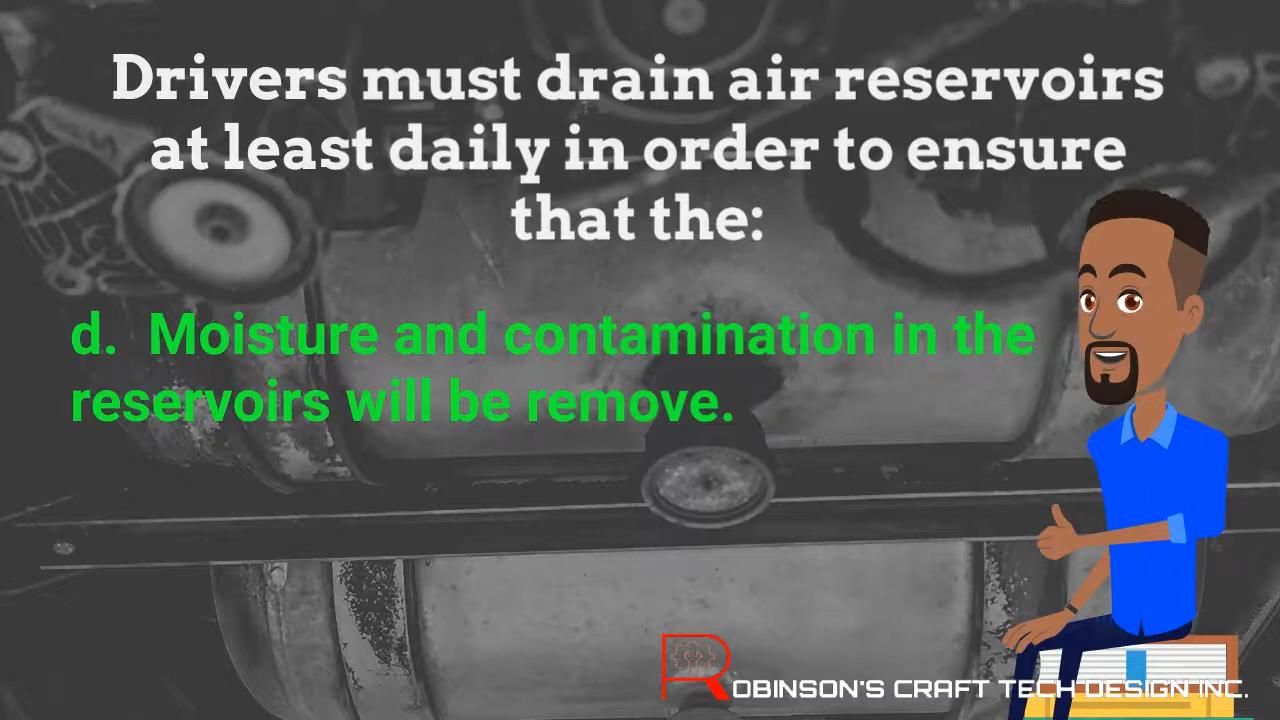 Drivers must drain air reservoirs
at least daily in order to ensure
that the:
d. Moisture and contamination in the
reservoirs will be remove.
ROBINSON'S CRAFT TECH DESIGN INC.